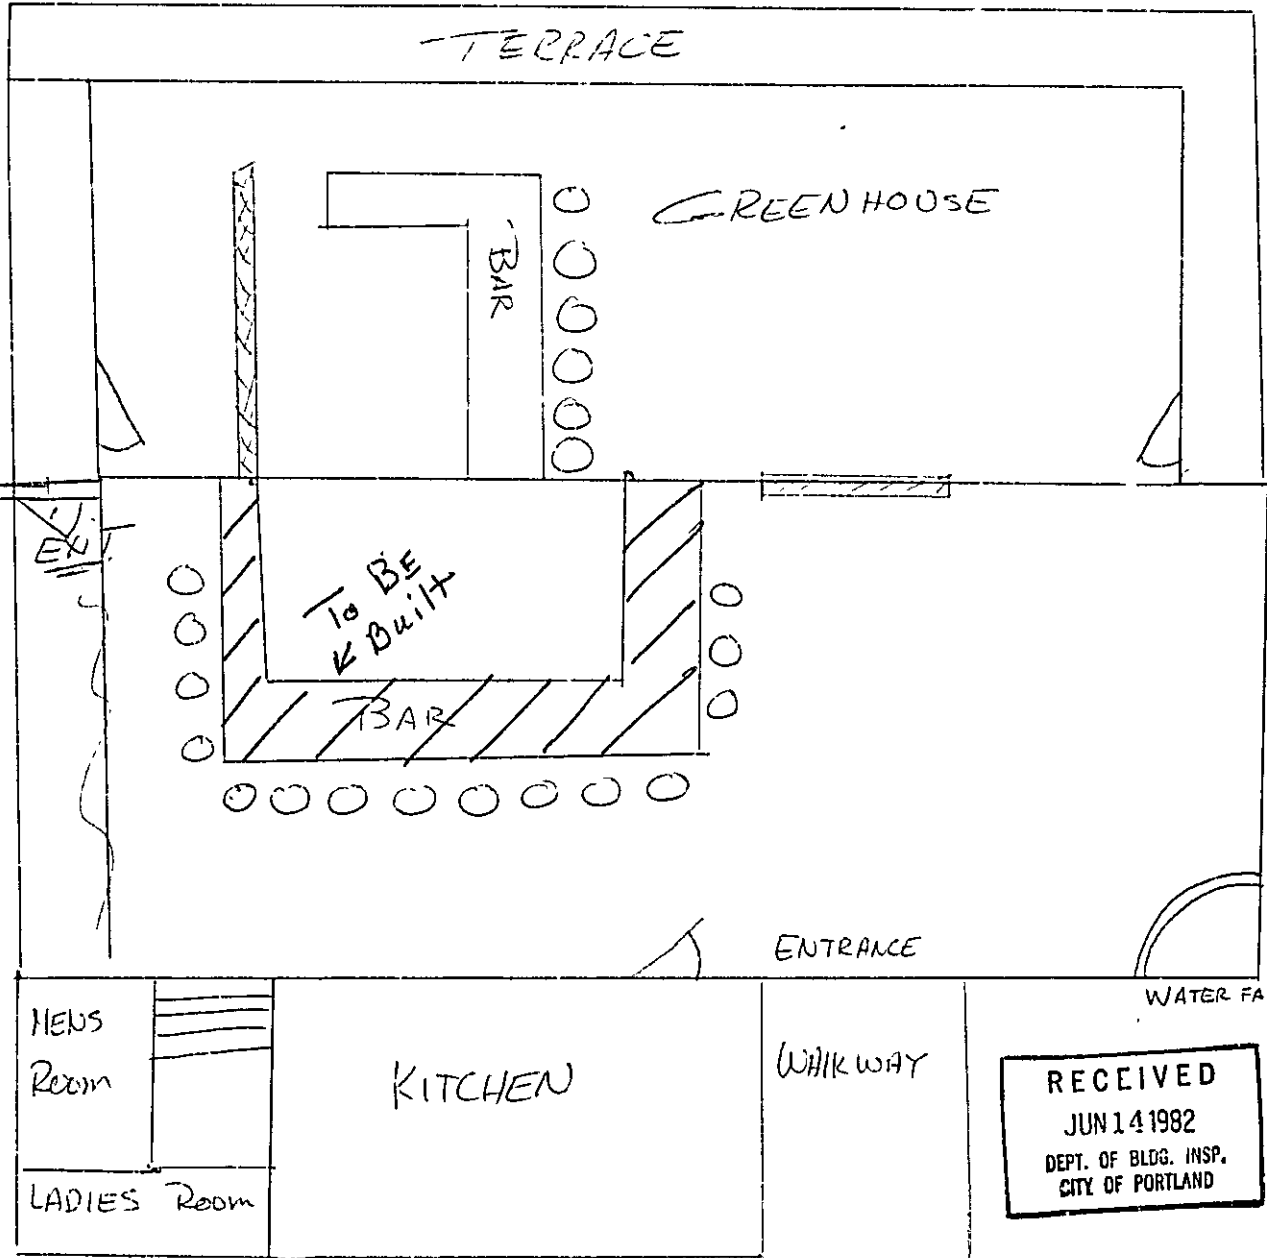 TERRACE
GREENHOUSE
BAR
EXIT
To BE
Built
BAR
ENTRANCE
WATER FA
MENS
Room
KITCHEN
WALKWAY
LADIES Room
RECEIVED
JUN 14 1982
DEPT. OF BLDG. INSP.
CITY OF PORTLAND